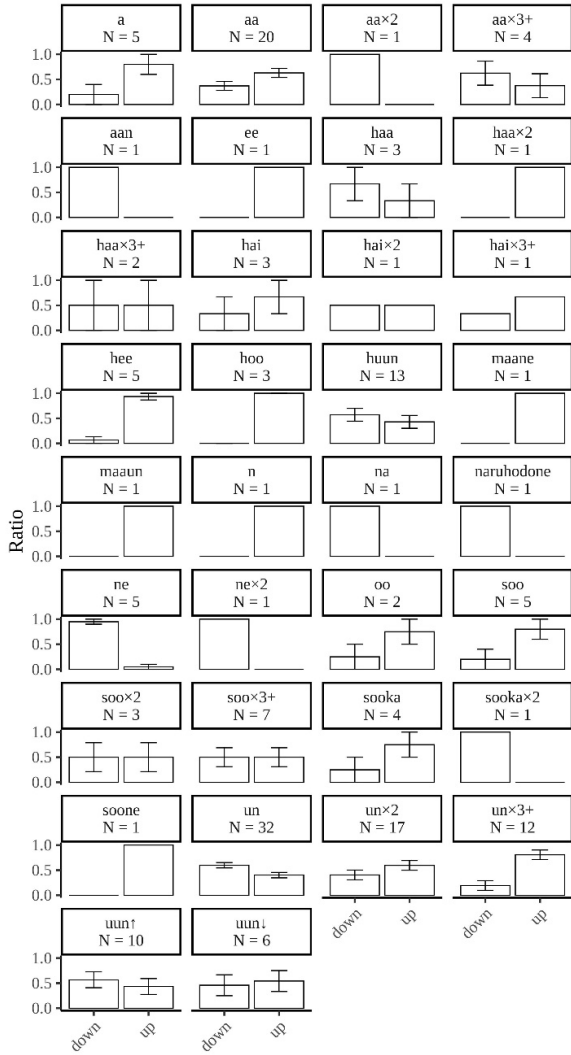 a
N = 5
aa
N = 20
aa×2
N = 1
aa×3+
N = 4
1.0
0.5
0.0
aan
N = 1
ee
N = 1
haa
N = 3
haa×2
N = 1
1.0
0.5
0.0
haa×3+
N = 2
hai
N = 3
hai×2
N = 1
hai×3+
N = 1
1.0
0.5
0.0
hee
N = 5
hoo
N = 3
huun
N = 13
maane
N = 1
1.0
0.5
0.0
maaun
N = 1
n
N = 1
na
N = 1
naruhodone
N = 1
1.0
0.5
0.0
Ratio
ne
N = 5
ne×2
N = 1
oo
N = 2
soo
N = 5
1.0
0.5
0.0
soo×2
N = 3
soo×3+
N = 7
sooka
N = 4
sooka×2
N = 1
1.0
0.5
0.0
soone
N = 1
un
N = 32
un×2
N = 17
un×3+
N = 12
1.0
0.5
0.0
down
up
down
up
uun↑
N = 10
uun↓
N = 6
1.0
0.5
0.0
down
up
down
up